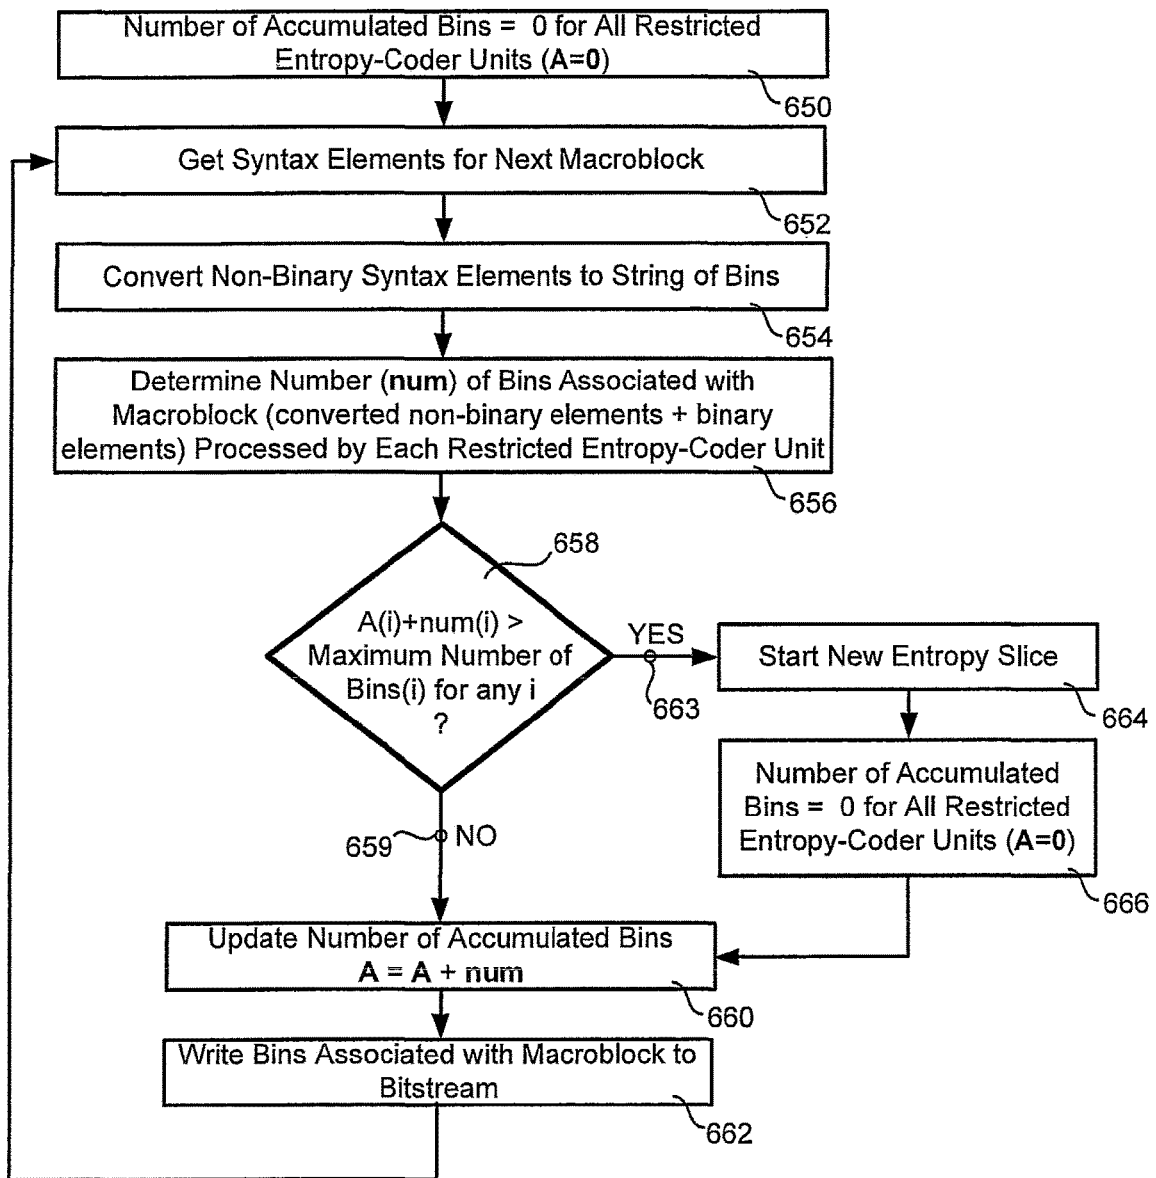 Number of Accumulated Bins = 0 for All Restricted
Entropy-Coder Units (A=0)
650
Get Syntax Elements for Next Macroblock
652
Convert Non-Binary Syntax Elements to String of Bins
654
Determine Number (num) of Bins Associated with
Macroblock (converted non-binary elements + binary
elements) Processed by Each Restricted Entropy-Coder Unit
656
658
A(i)+num(i) >
Maximum Number of
Bins(i) for any i
?
YES
663
Start New Entropy Slice
664
Number of Accumulated
Bins = 0 for All Restricted
Entropy-Coder Units (A=0)
666
659
NO
Update Number of Accumulated Bins
A = A + num
660
Write Bins Associated with Macroblock to
Bitstream
662